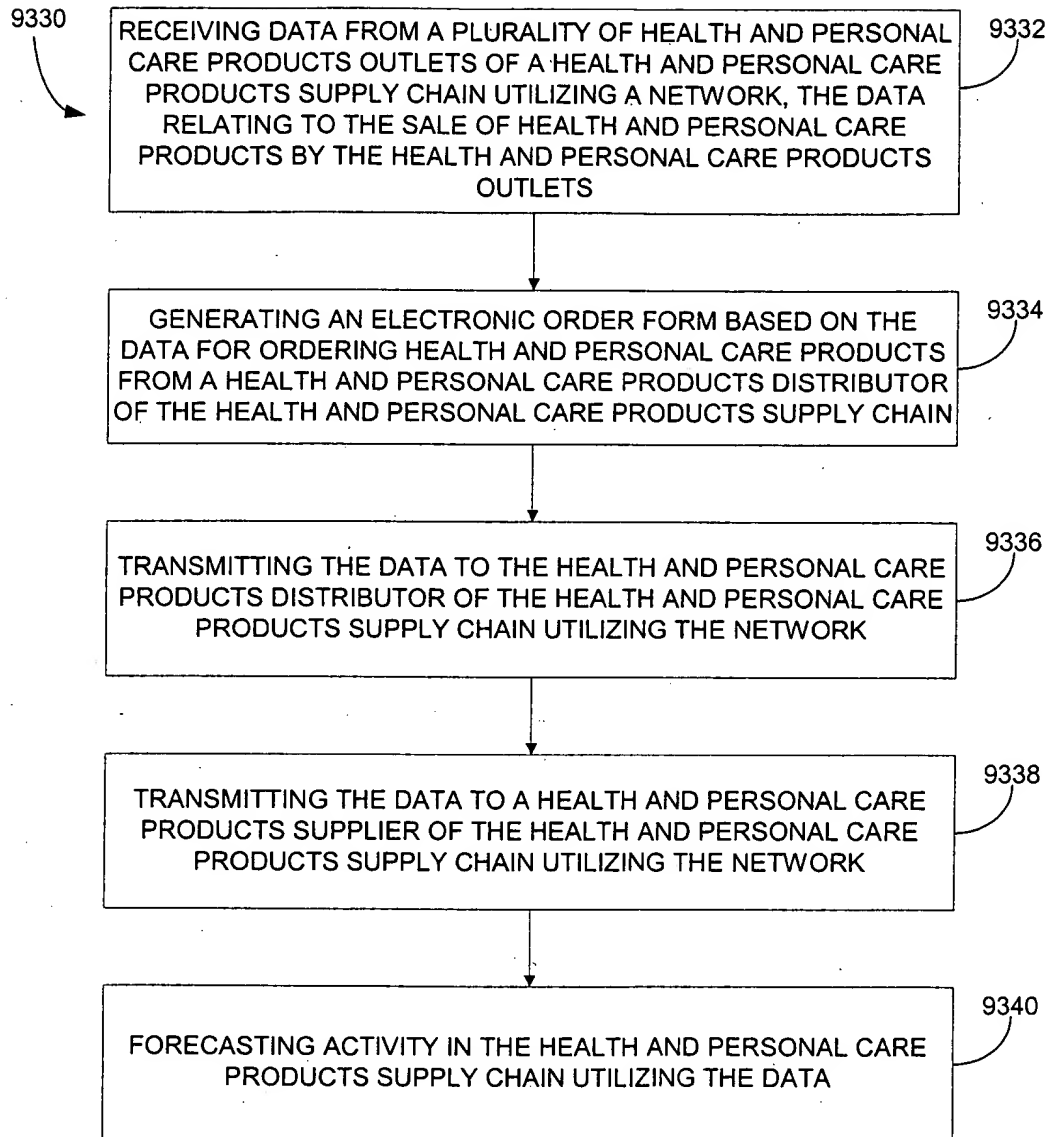 9330
RECEIVING DATA FROM A PLURALITY OF HEALTH AND PERSONAL
CARE PRODUCTS OUTLETS OF A HEALTH AND PERSONAL CARE
PRODUCTS SUPPLY CHAIN UTILIZING A NETWORK, THE DATA
RELATING TO THE SALE OF HEALTH AND PERSONAL CARE
PRODUCTS BY THE HEALTH AND PERSONAL CARE PRODUCTS
OUTLETS
9332
GENERATING AN ELECTRONIC ORDER FORM BASED ON THE
DATA FOR ORDERING HEALTH AND PERSONAL CARE PRODUCTS
FROM A HEALTH AND PERSONAL CARE PRODUCTS DISTRIBUTOR
OF THE HEALTH AND PERSONAL CARE PRODUCTS SUPPLY CHAIN
9334
TRANSMITTING THE DATA TO THE HEALTH AND PERSONAL CARE
PRODUCTS DISTRIBUTOR OF THE HEALTH AND PERSONAL CARE
PRODUCTS SUPPLY CHAIN UTILIZING THE NETWORK
9336
TRANSMITTING THE DATA TO A HEALTH AND PERSONAL CARE
PRODUCTS SUPPLIER OF THE HEALTH AND PERSONAL CARE
PRODUCTS SUPPLY CHAIN UTILIZING THE NETWORK
9338
FORECASTING ACTIVITY IN THE HEALTH AND PERSONAL CARE
PRODUCTS SUPPLY CHAIN UTILIZING THE DATA
9340